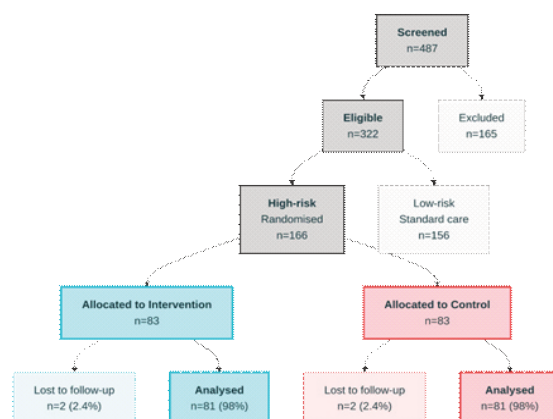 Screened
n=487
Eligible
n=322
Excluded
n=165
High-risk
Randomised
n=166
Low-risk
Standard care
n=156
Allocated to Intervention
n=83
Allocated to Control
n=83
Lost to follow-up
n=2 (2.4%)
Analysed
n=81 (98%)
Lost to follow-up
n=2 (2.4%)
Analysed
n=81 (98%)